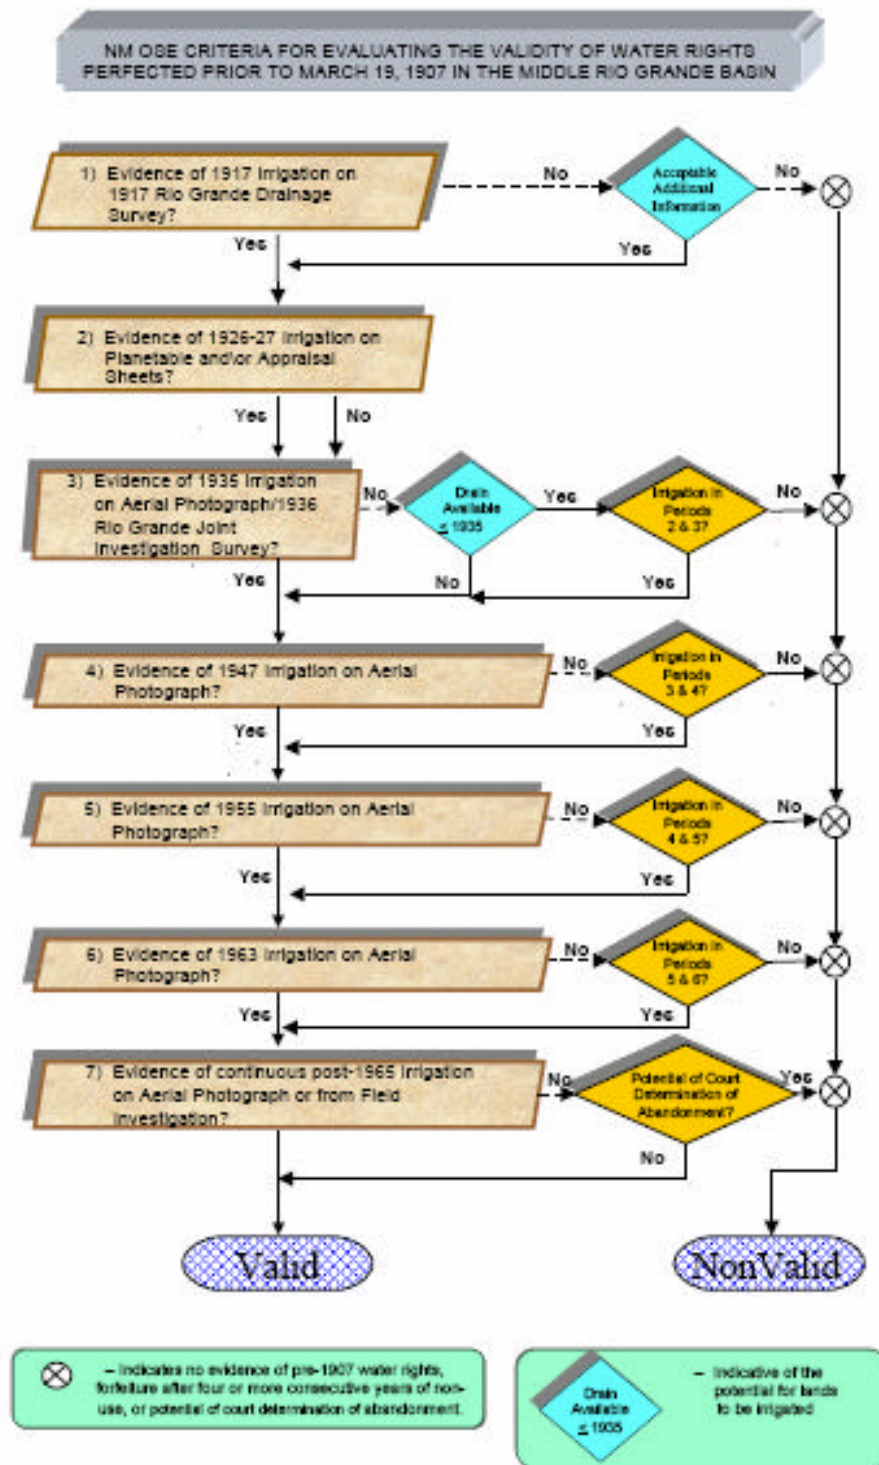 NM OSE CRITERIA FOR EVALUATING THE VALIDITY OF WATER RIGHTS
PERFECTED PRIOR TO MARCH 19, 1907 IN THE MIDDLE RIO GRANDE BASIN
1) Evidence of 1917 Irrigation on
1917 Rio Grande Drainage
Survey?
No
Acceptable
Additional
Information
No
Yes
Yes
2) Evidence of 1926-27 Irrigation on
Planetable and\or Appraisal
Sheets?
Yes
No
3) Evidence of 1935 Irrigation
on Aerial Photograph/1936
Rio Grande Joint
Investigation Survey?
No
Drain
Available
≤ 1935
Yes
Irrigation in
Periods
2 & 3?
No
Yes
No
Yes
4) Evidence of 1947 Irrigation on Aerial
Photograph?
No
Irrigation in
Periods
3 & 4?
No
Yes
Yes
5) Evidence of 1955 Irrigation on Aerial
Photograph?
No
Irrigation in
Periods
4 & 5?
No
Yes
Yes
6) Evidence of 1963 Irrigation on Aerial
Photograph?
No
Irrigation in
Periods
5 & 6?
No
Yes
Yes
7) Evidence of continuous post-1965 Irrigation
on Aerial Photograph or from Field
Investigation?
No
Potential of Court
Determination of
Abandonment?
Yes
No
Valid
NonValid
– Indicates no evidence of pre-1907 water rights,
forfeiture after four or more consecutive years of non-
use, or potential of court determination of abandonment.
Drain
Available
≤ 1935
– Indicative of the
potential for lands
to be irrigated